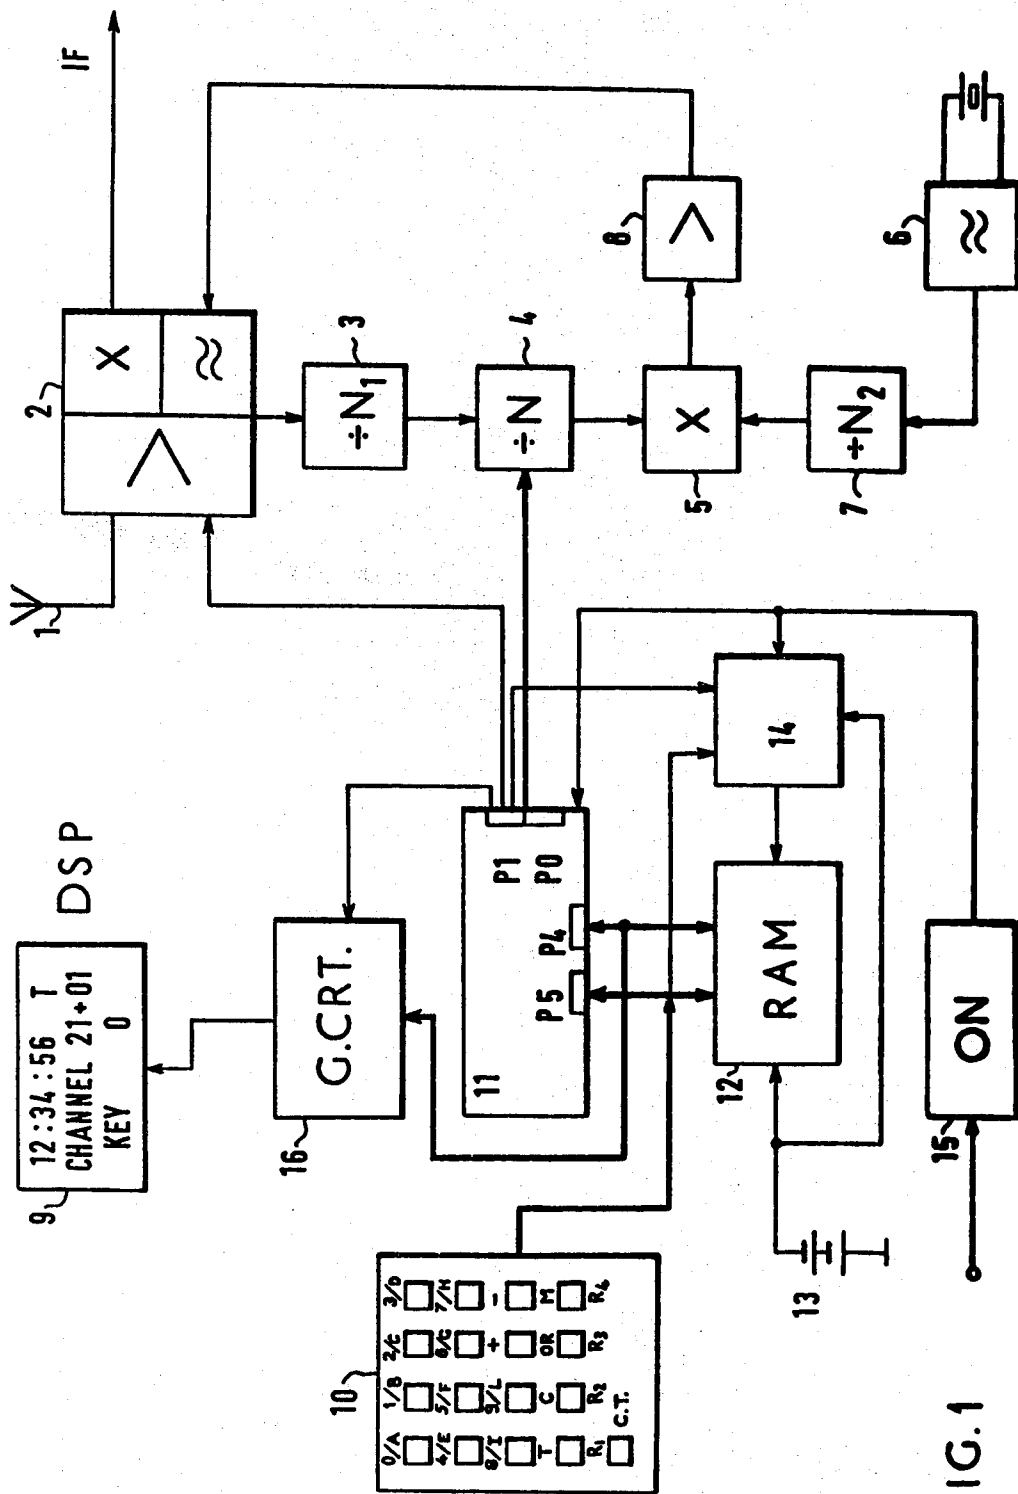 IF
2
X
≈
>
1
÷N₁
3
÷N
4
X
5
>
8
≈
6
÷N₂
7
DSP
9
12:34:56 T
CHANNEL 21+01
KEY 0
G.CRT.
16
11
P1
P0
P4
P5
14
RAM
12
13
ON
15
10
0/A 1/B 2/C 3/D
4/E 5/F 6/G 7/H
8/I 9/L + -
T C OR M
R1 R2 R3 R4
C.T.
IG.1